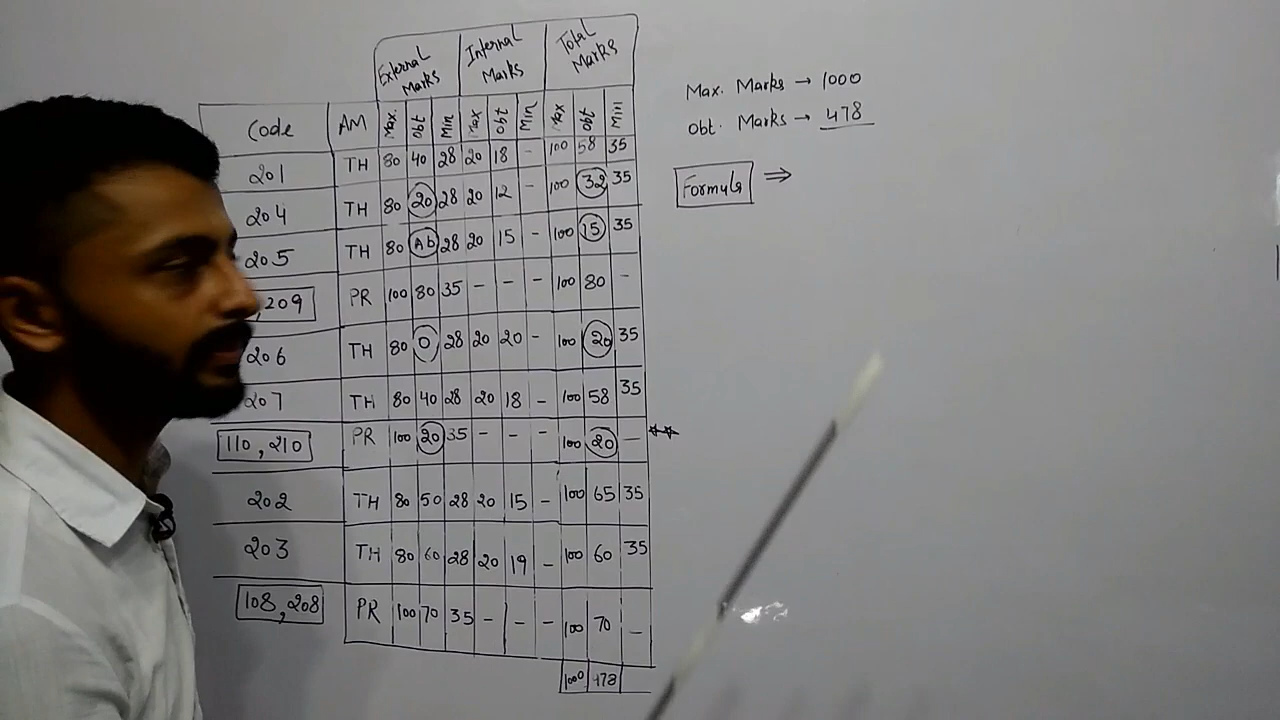 External Marks Internal Marks Total Marks
Code AM Max. obt Min Max obt Min Max obt Min
201 TH 80 40 28 20 18 - 100 58 35
204 TH 80 20 28 20 12 - 100 32 35
205 TH 80 Ab 28 20 15 - 100 15 35
,209 PR 100 80 35 - - - 100 80 -
206 TH 80 0 28 20 20 - 100 20 35
207 TH 80 40 28 20 18 - 100 58 35
110,210 PR 100 20 35 - - - 100 20 - **
202 TH 80 50 28 20 15 - 100 65 35
203 TH 80 60 28 20 19 - 100 60 35
108,208 PR 100 70 35 - - - 100 70 -
1000 478
Max. Marks → 1000
Obt. Marks → 478
Formula ⇒